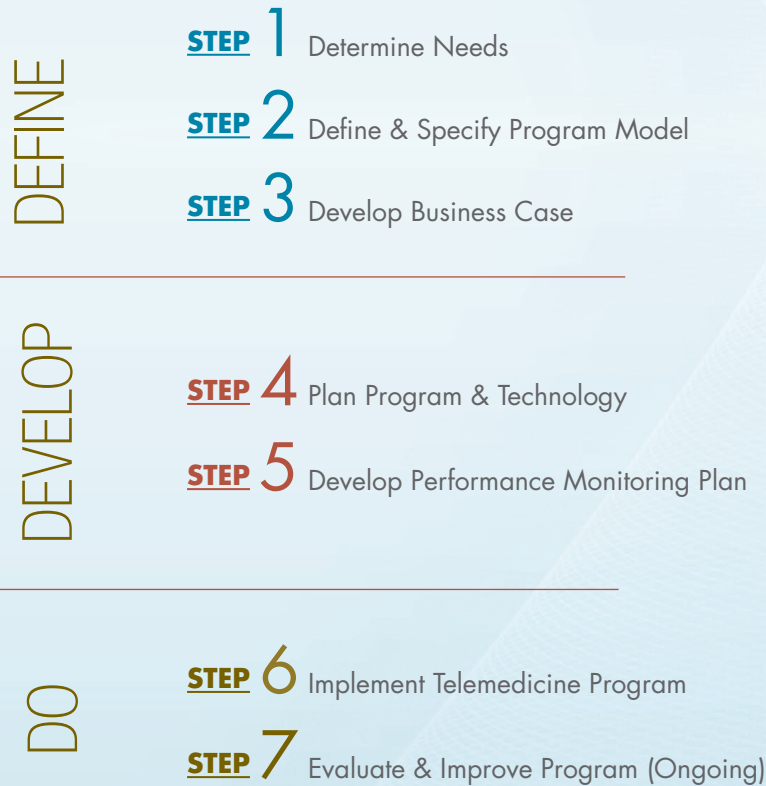 DEFINE
STEP 1 Determine Needs
STEP 2 Define & Specify Program Model
STEP 3 Develop Business Case
DEVELOP
STEP 4 Plan Program & Technology
STEP 5 Develop Performance Monitoring Plan
DO
STEP 6 Implement Telemedicine Program
STEP 7 Evaluate & Improve Program (Ongoing)